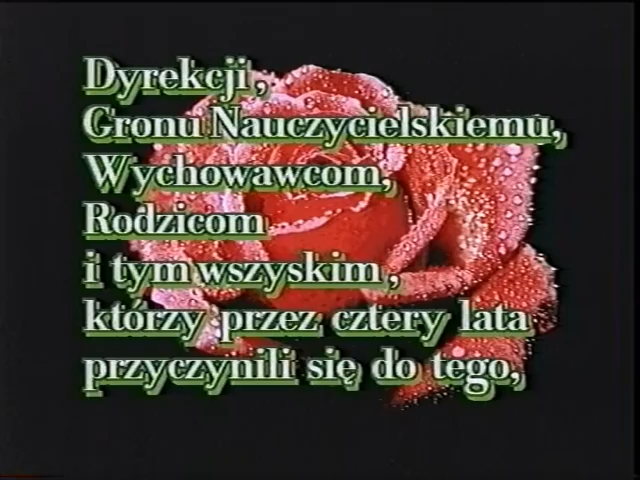 Dyrekcji ,
Gronu Nauczycielskiemu,
Wychowawcom,
Rodzicom
i tym wszyskim ,
którzy przez cztery lata
przyczynili się do tego,